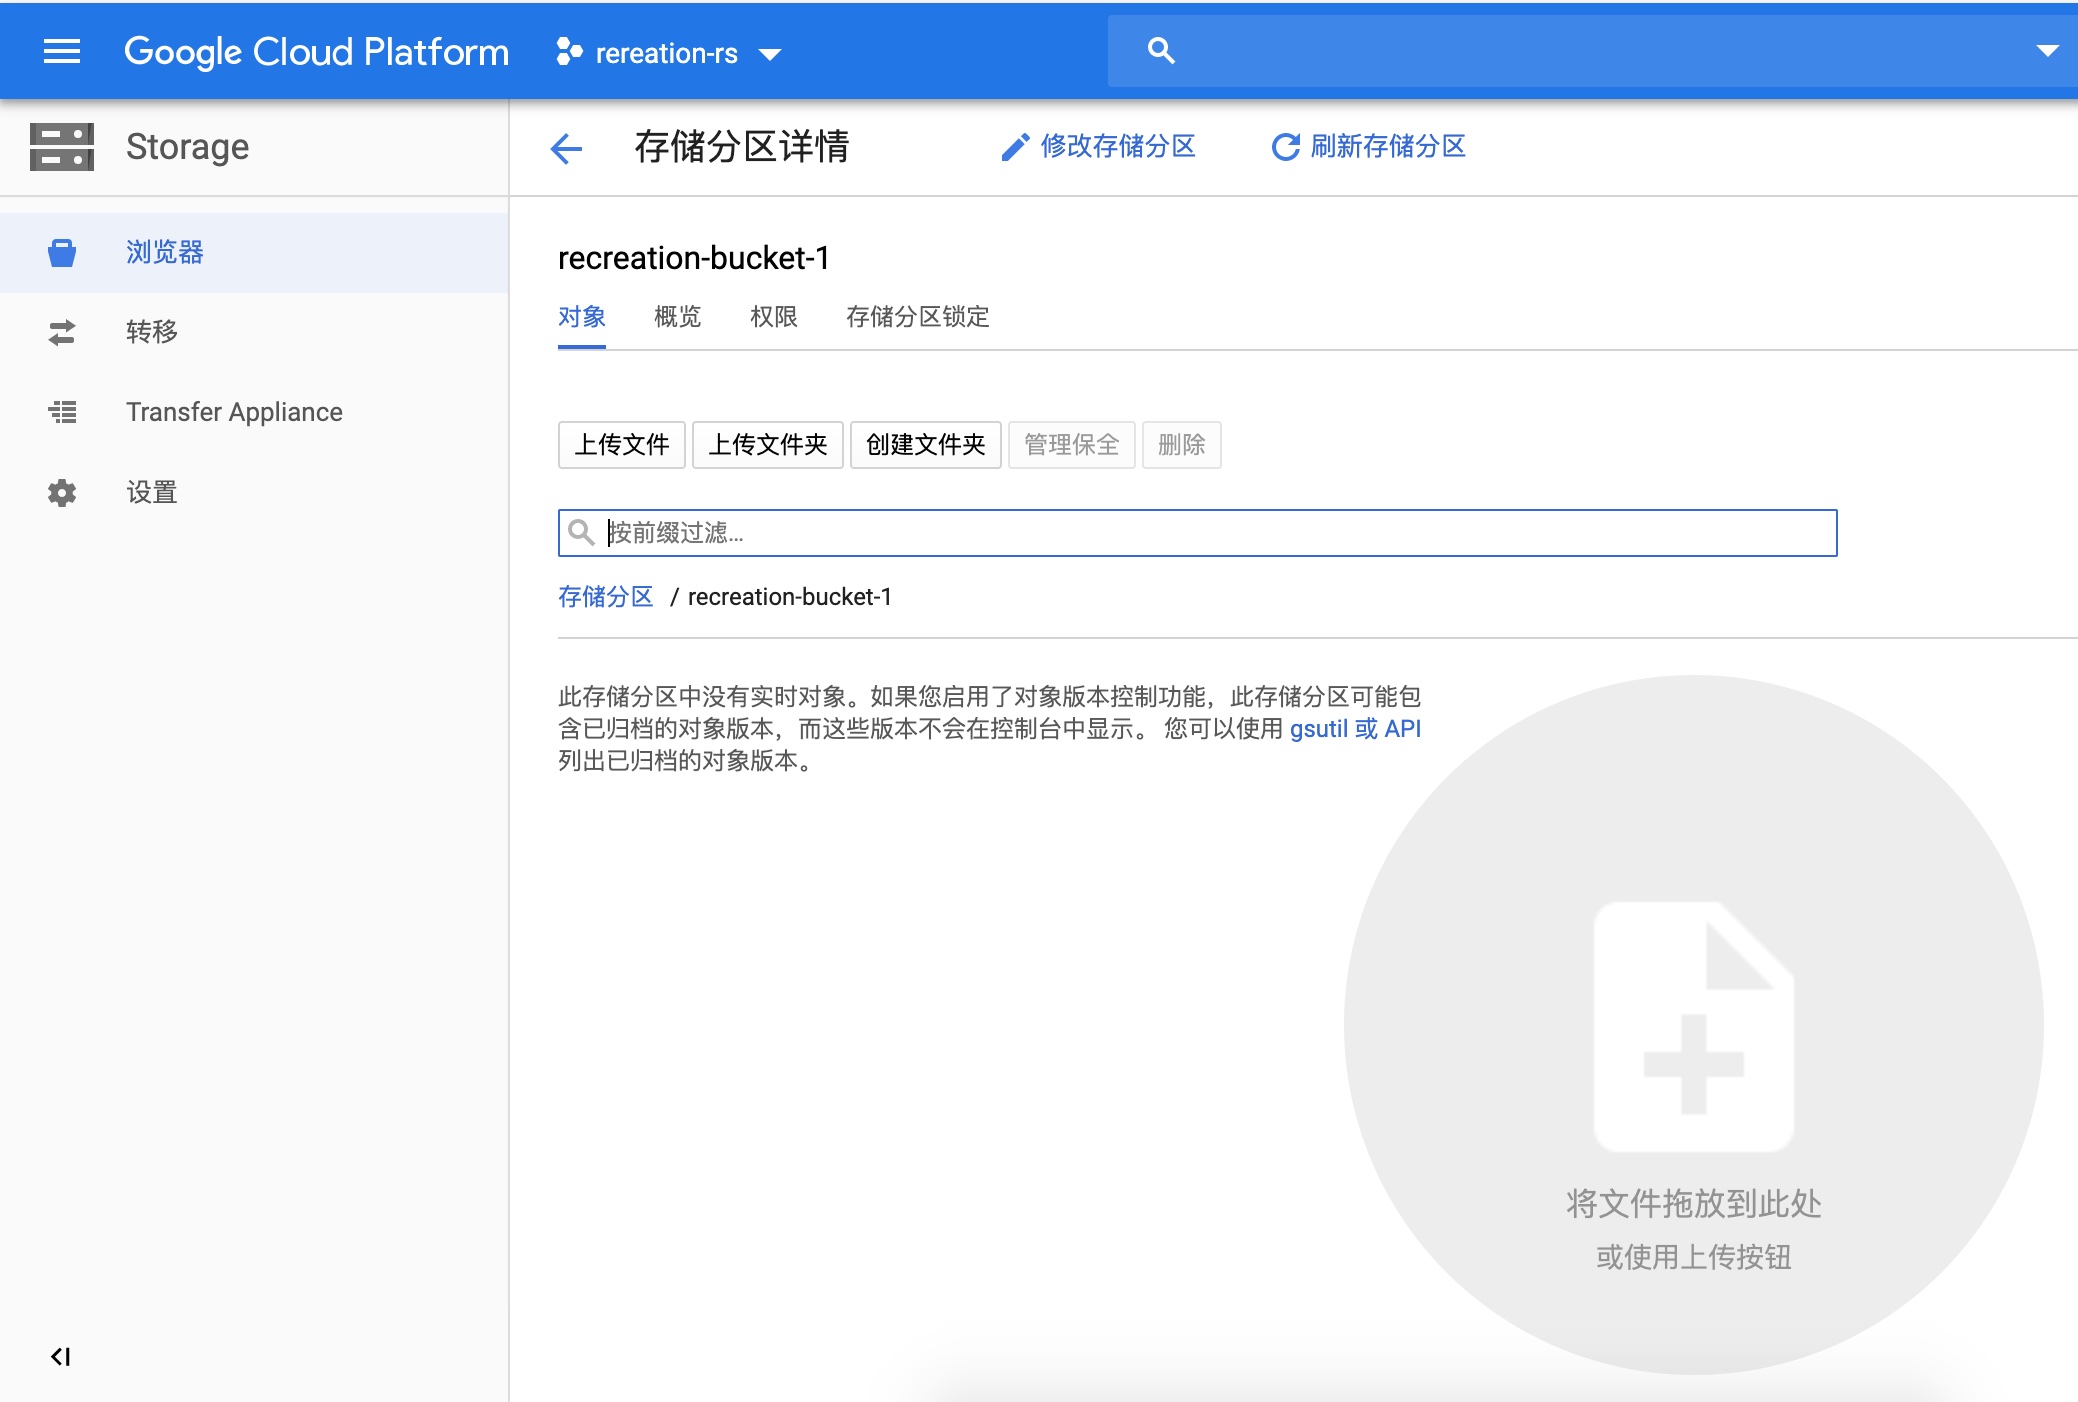 Google Cloud Platform
rereation-rs
Storage
存储分区详情
修改存储分区
刷新存储分区
浏览器
转移
Transfer Appliance
设置
recreation-bucket-1
对象 概览 权限 存储分区锁定
上传文件 上传文件夹 创建文件夹 管理保全 删除
按前缀过滤...
存储分区 / recreation-bucket-1
此存储分区中没有实时对象。如果您启用了对象版本控制功能，此存储分区可能包
含已归档的对象版本，而这些版本不会在控制台中显示。 您可以使用 gsutil 或 API
列出已归档的对象版本。
将文件拖放到此处
或使用上传按钮